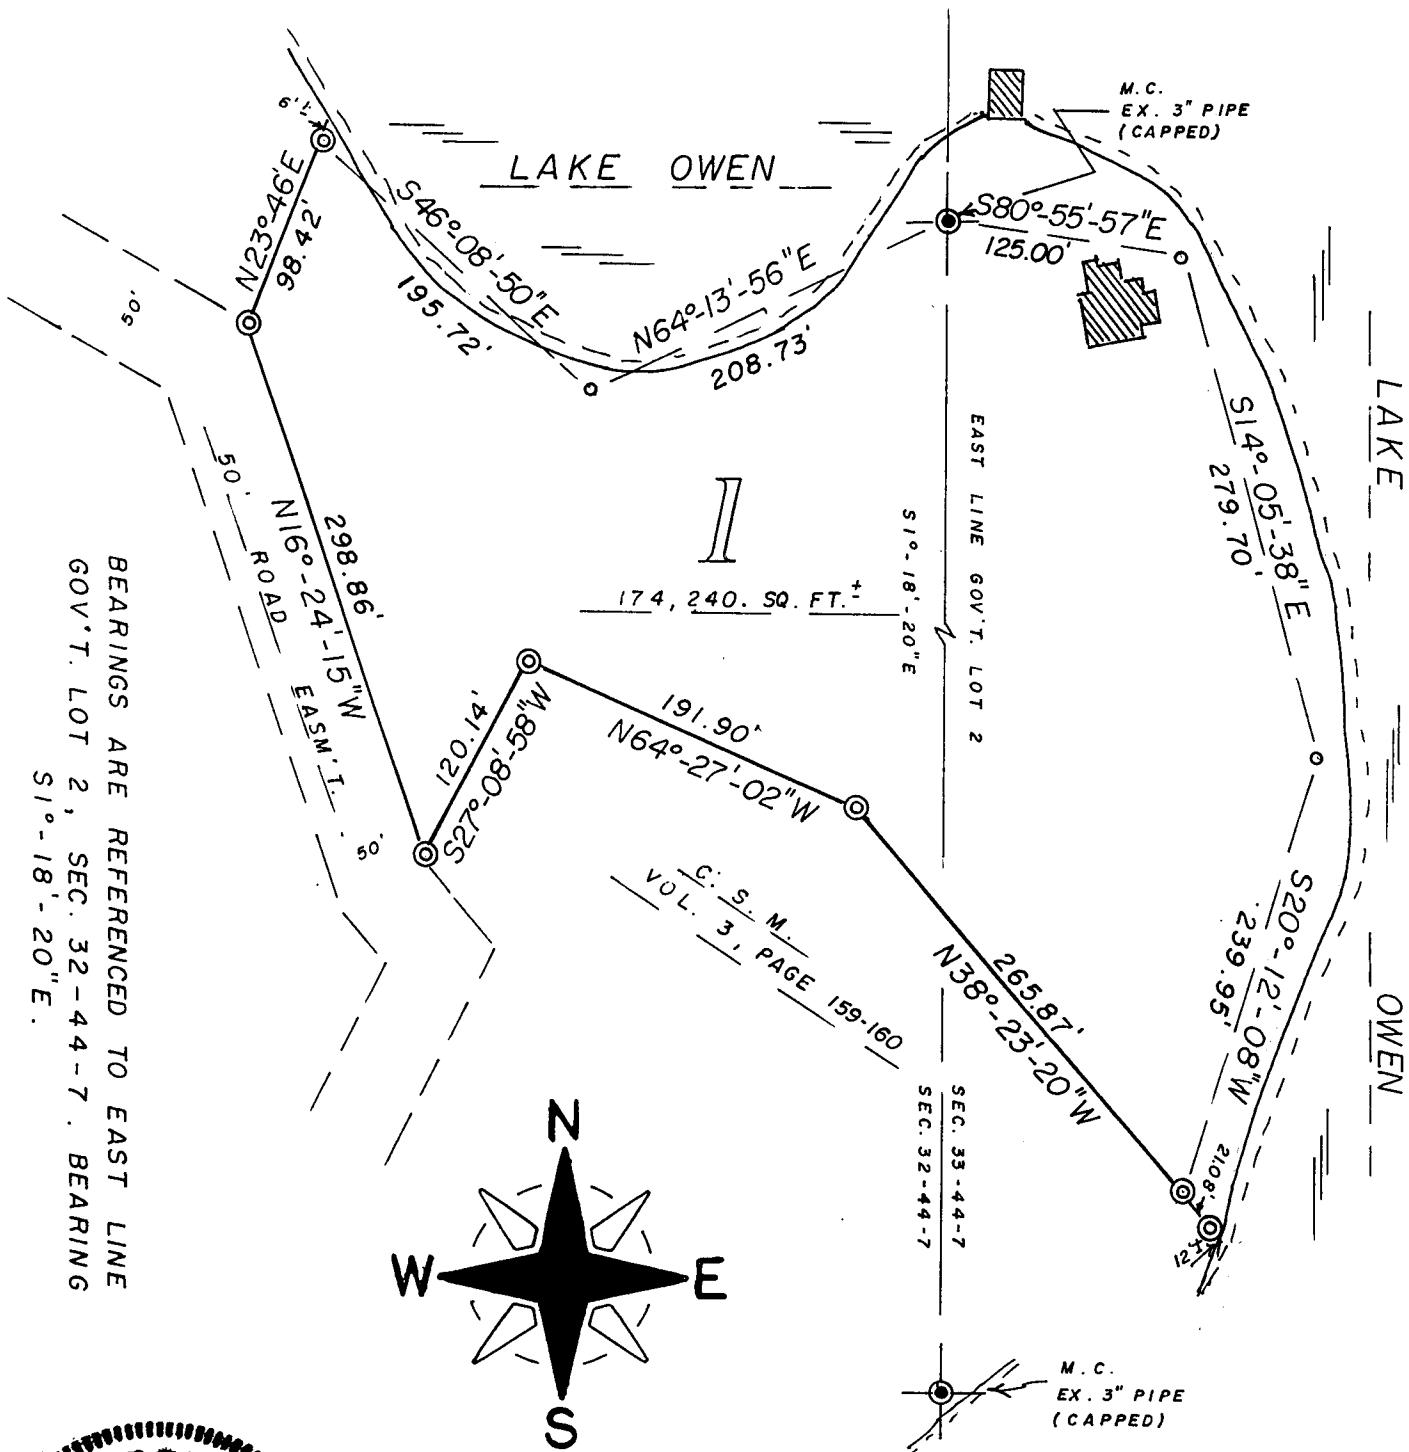 M.C.
EX. 3" PIPE
(CAPPED)
6'±
LAKE OWEN
N23°-46'E
98.42'
S46°-08'-50"E
195.72'
N64°-13'-56"E
208.73'
S80°-55'-57"E
125.00'
50'
LAKE OWEN
S14°-05'-38"E
279.70'
EAST LINE GOV'T. LOT 2
S1°-18'-20"E
1
174,240. SQ. FT.±
298.86'
N16°-24'-15"W
50' ROAD EASM'T.
50'
120.14'
S27°-08'-58"W
191.90'
N64°-27'-02"W
C. S. M.
VOL. 3, PAGE 159-160
265.87'
N38°-23'-20"W
S20°-12'-08"W
239.95'
21.08'
12'±
SEC. 33-44-7
SEC. 32-44-7
BEARINGS ARE REFERENCED TO EAST LINE
GOV'T. LOT 2, SEC. 32-44-7. BEARING
S1°-18'-20"E.
N
W
E
S
M.C.
EX. 3" PIPE
(CAPPED)